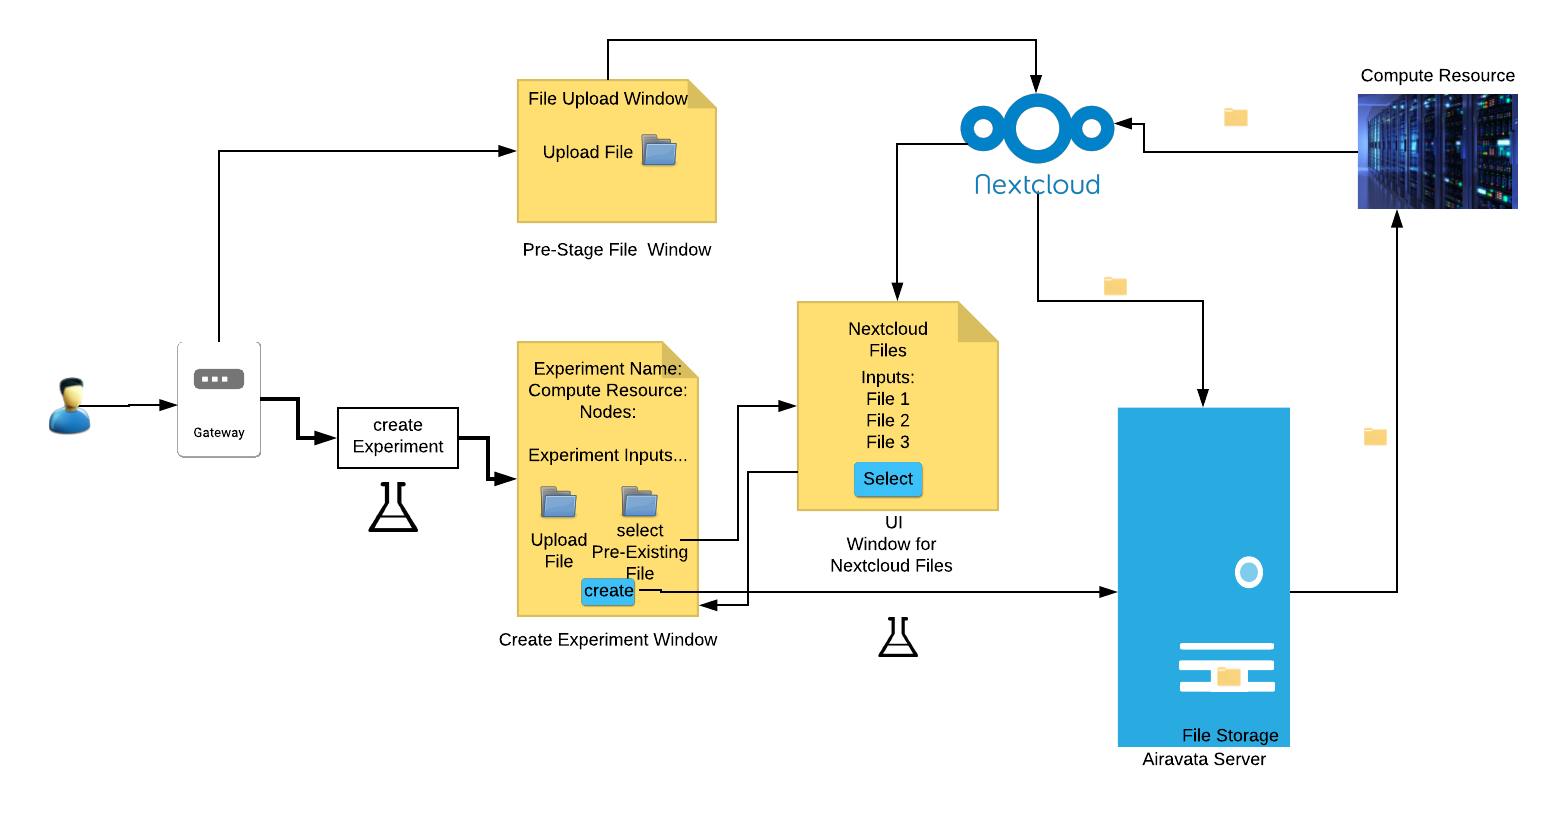 Compute Resource
File Upload Window
Upload File
Nextcloud
Pre-Stage File Window
Nextcloud
Files
Inputs:
File 1
File 2
File 3
Select
UI
Window for
Nextcloud Files
Gateway
create
Experiment
Experiment Name:
Compute Resource:
Nodes:
Experiment Inputs...
Upload
File
select
Pre-Existing
File
create
Create Experiment Window
File Storage
Airavata Server